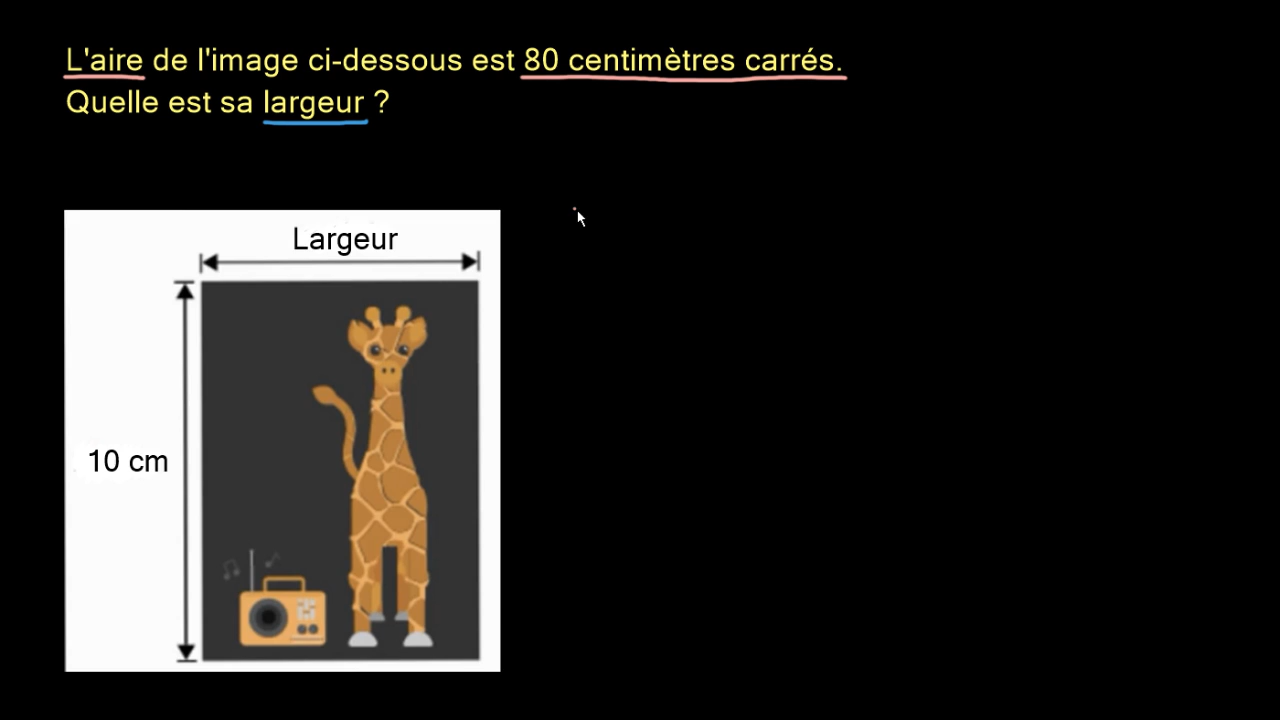 L'aire de l'image ci-dessous est 80 centimètres carrés.
Quelle est sa largeur ?
Largeur
10 cm